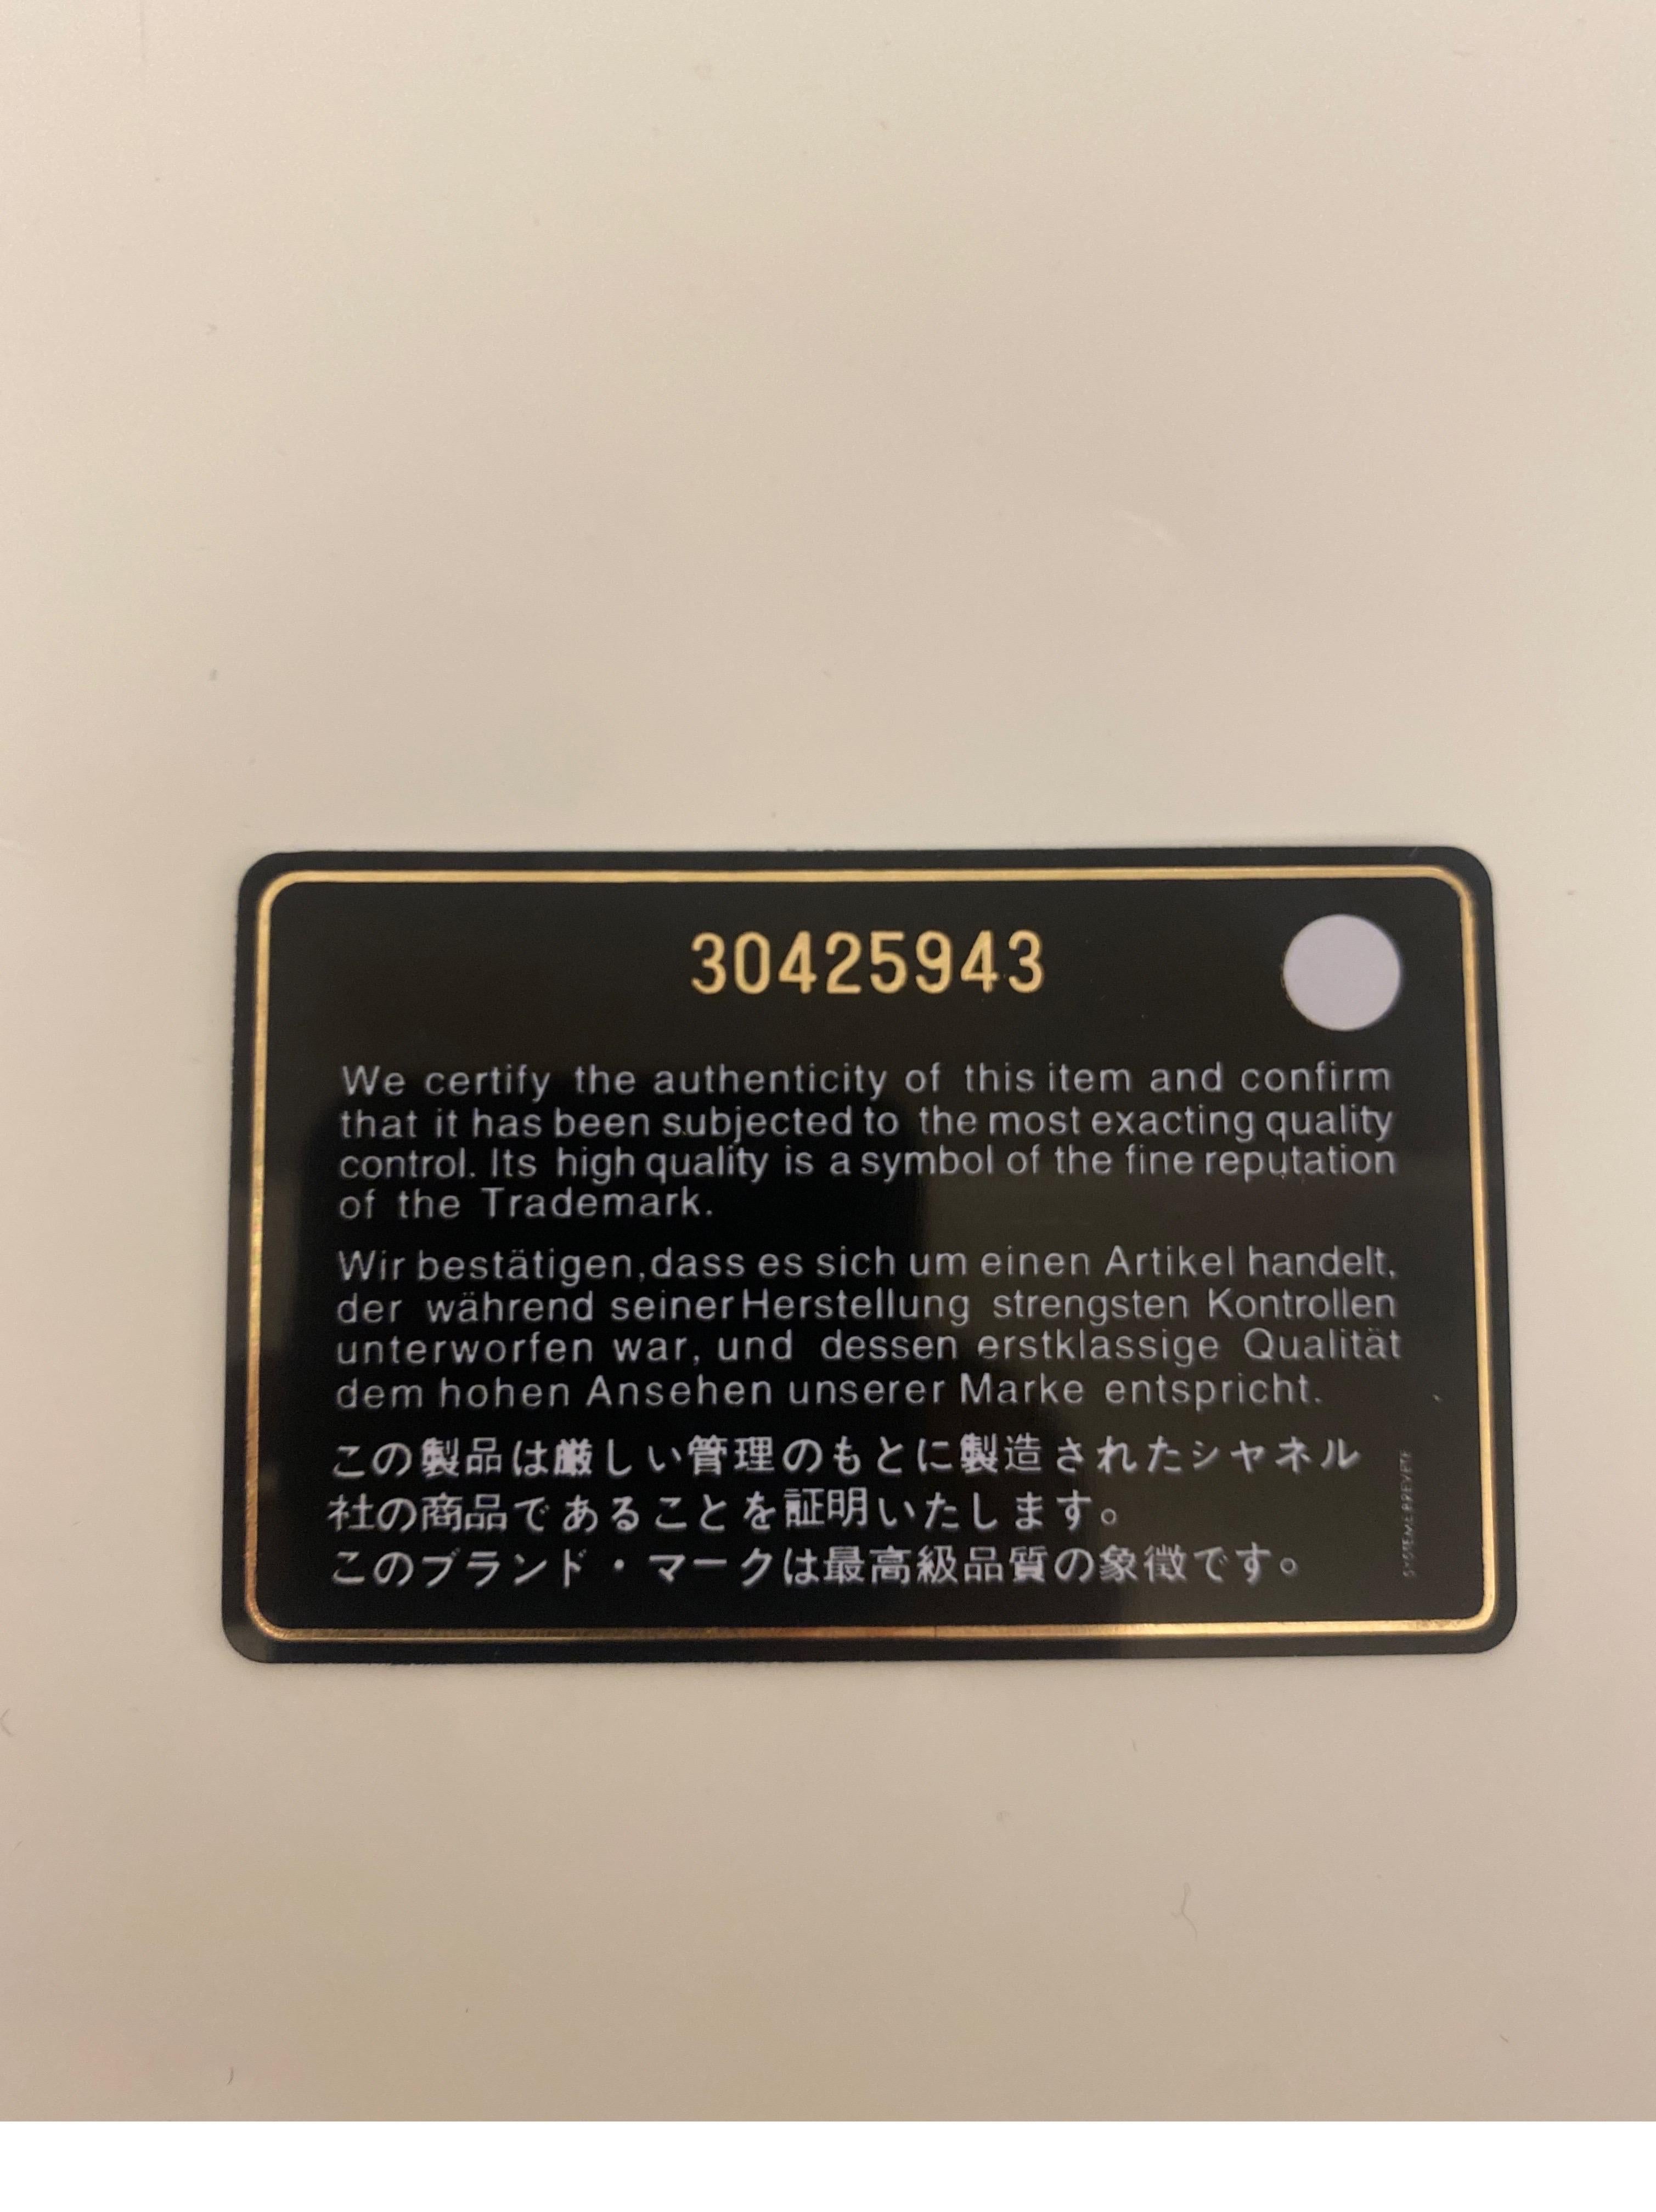 30425943
We certify the authenticity of this item and confirm
that it has been subjected to the most exacting quality
control. Its high quality is a symbol of the fine reputation
of the Trademark.
Wir bestätigen, dass es sich um einen Artikel handelt,
der während seiner Herstellung strengsten Kontrollen
unterworfen war, und dessen erstklassige Qualität
dem hohen Ansehen unserer Marke entspricht.
この製品は厳しい管理のもとに製造されたシヤネル
社の商品であることを証明いたします。
このブランド・マークは最高級品質の象徴です。
SYSTEME BREVETE